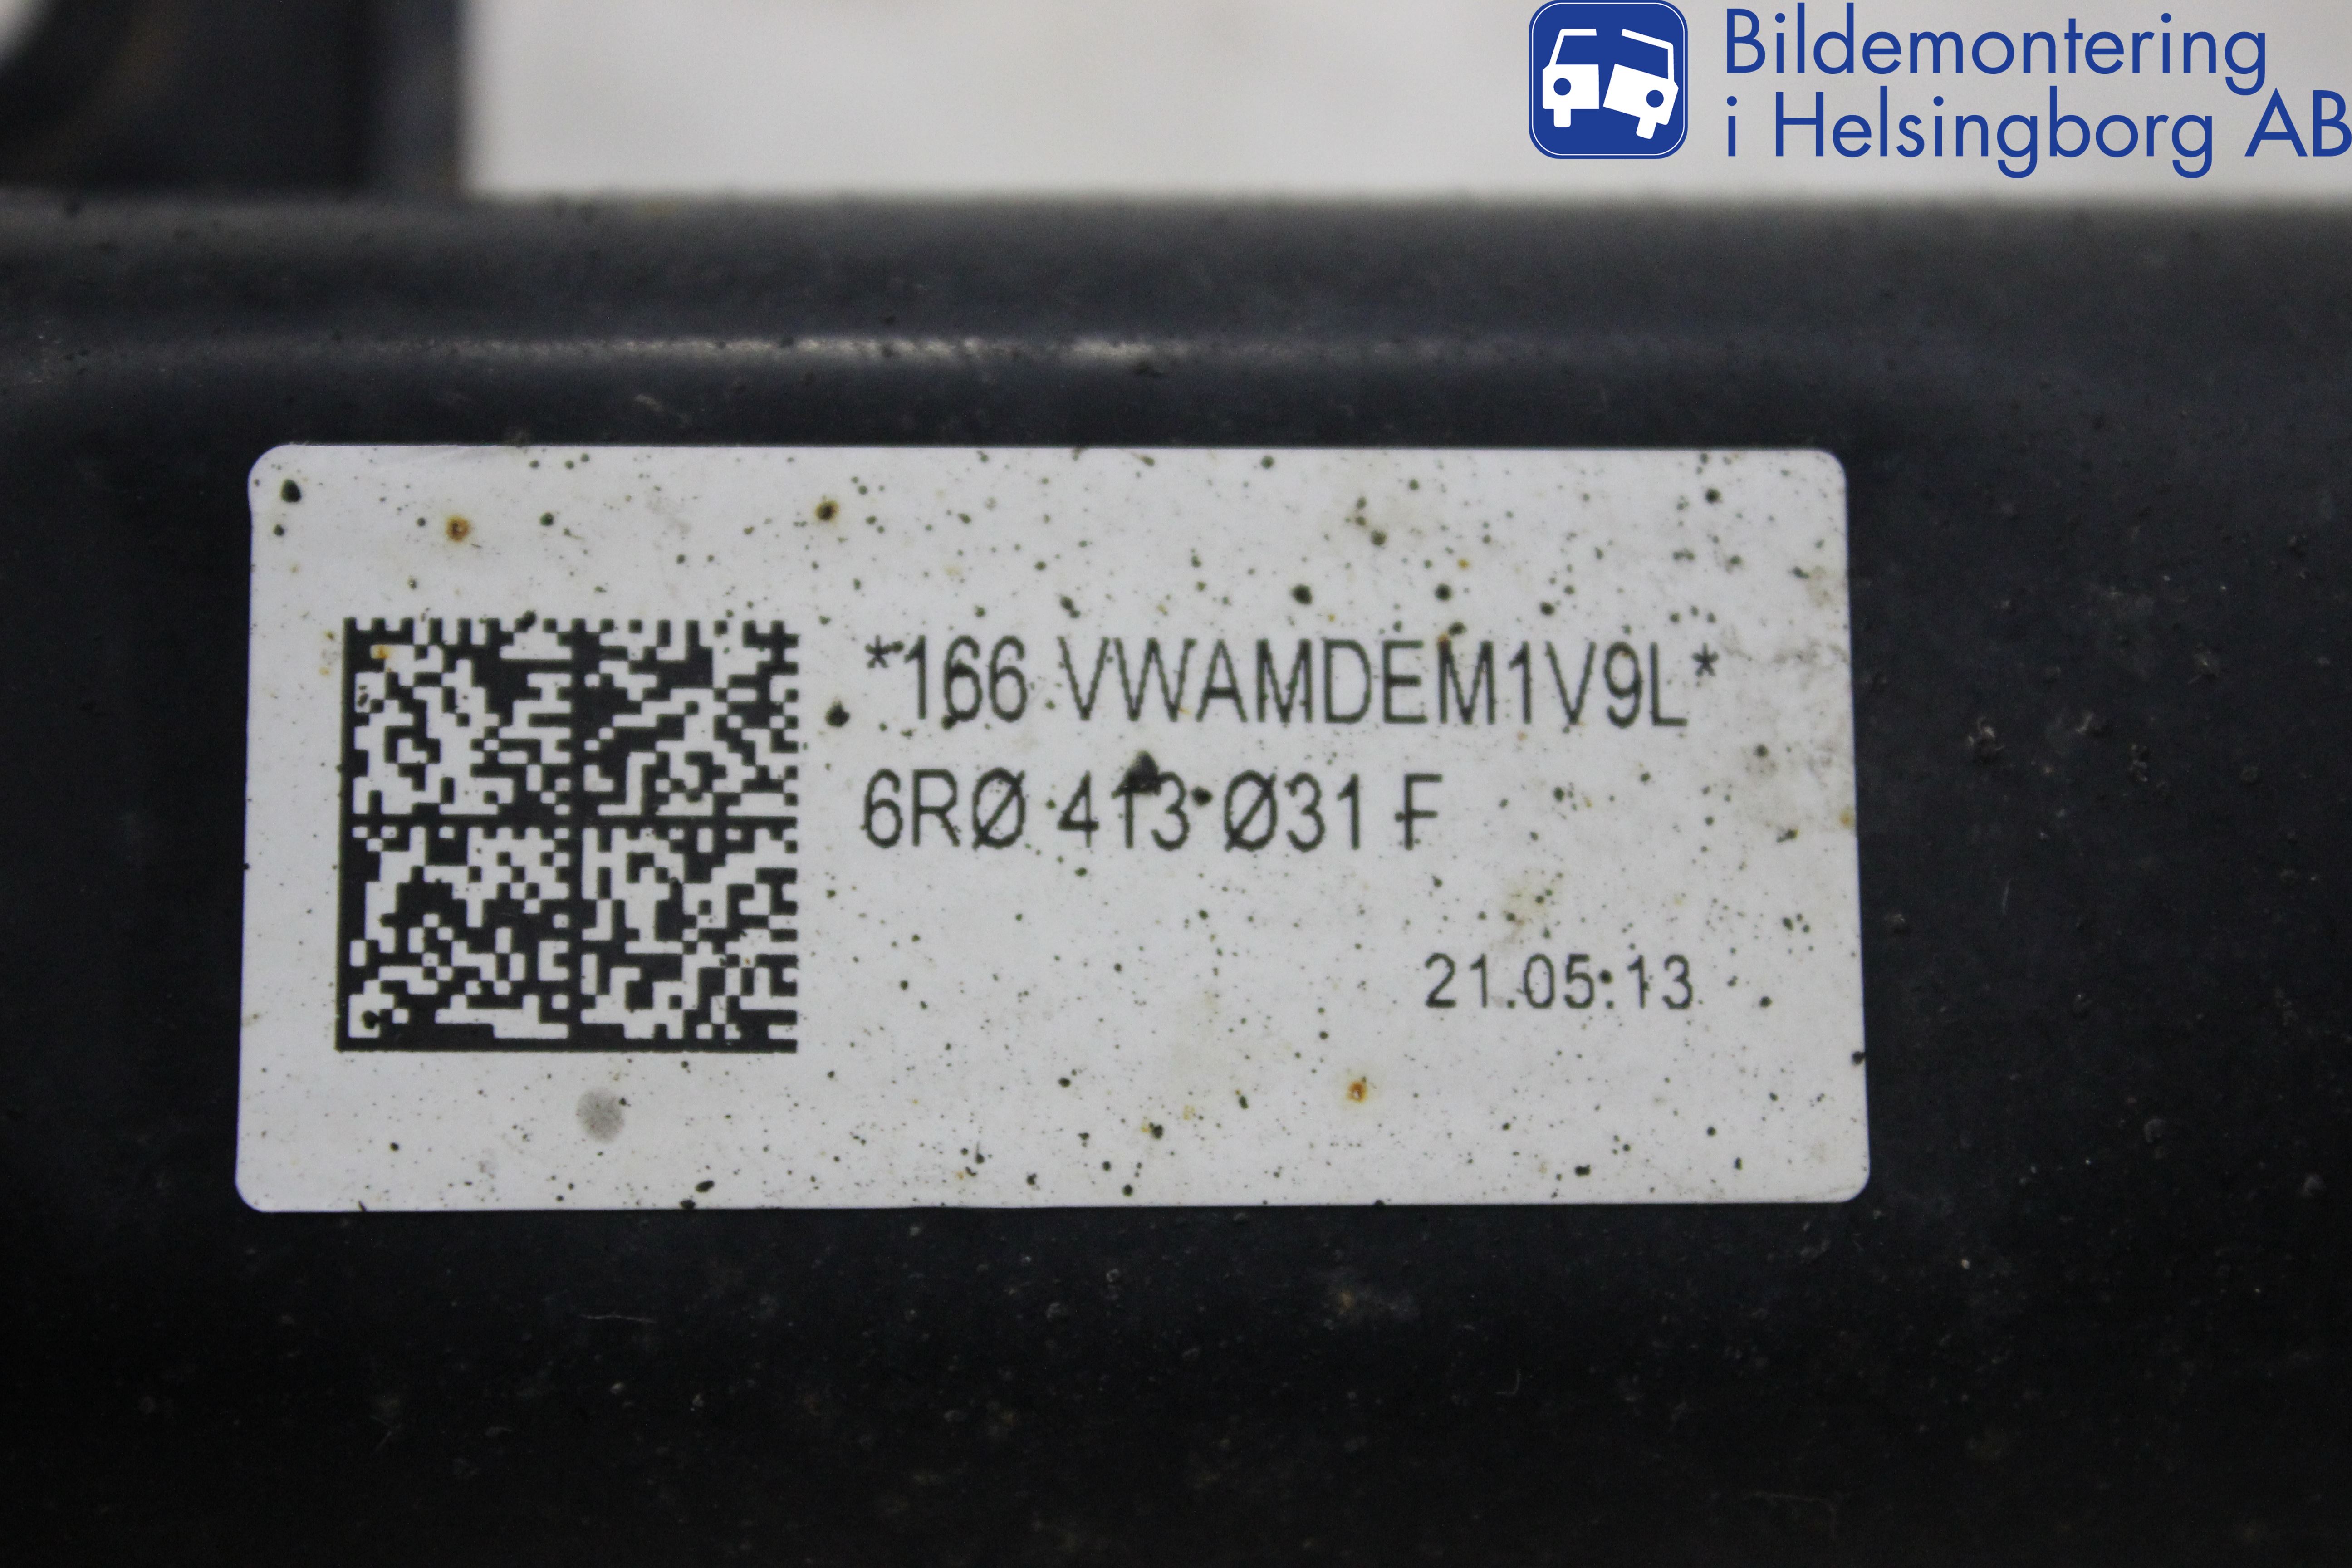 Bildemontering
i Helsingborg AB
*166 VWAMDEM1V9L*
6RØ 413 Ø31 F
21.05.13